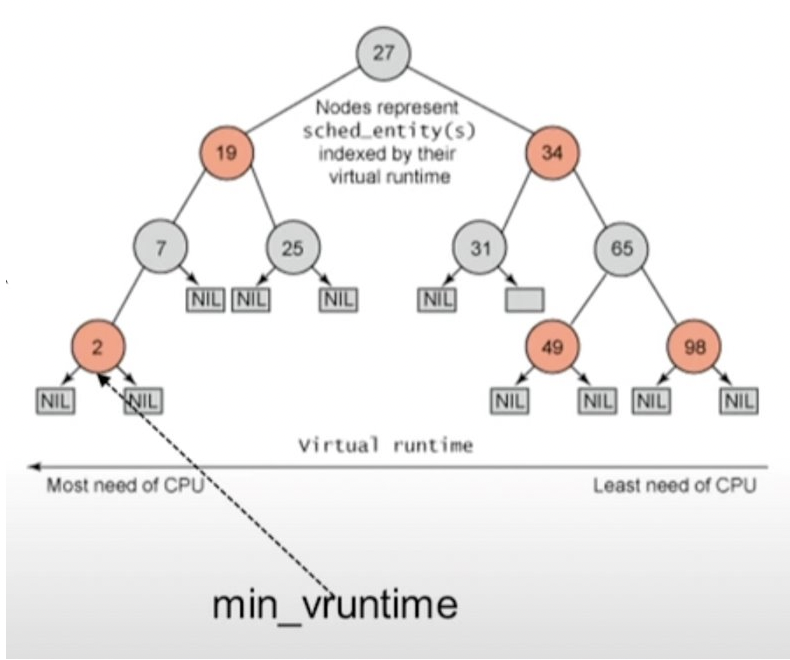 27
Nodes represent
sched_entity(s)
indexed by their
virtual runtime
19
34
7
25
31
65
NIL
NIL
NIL
NIL
2
49
98
NIL
NIL
NIL
NIL
NIL
NIL
Virtual runtime
Most need of CPU
Least need of CPU
min_vruntime